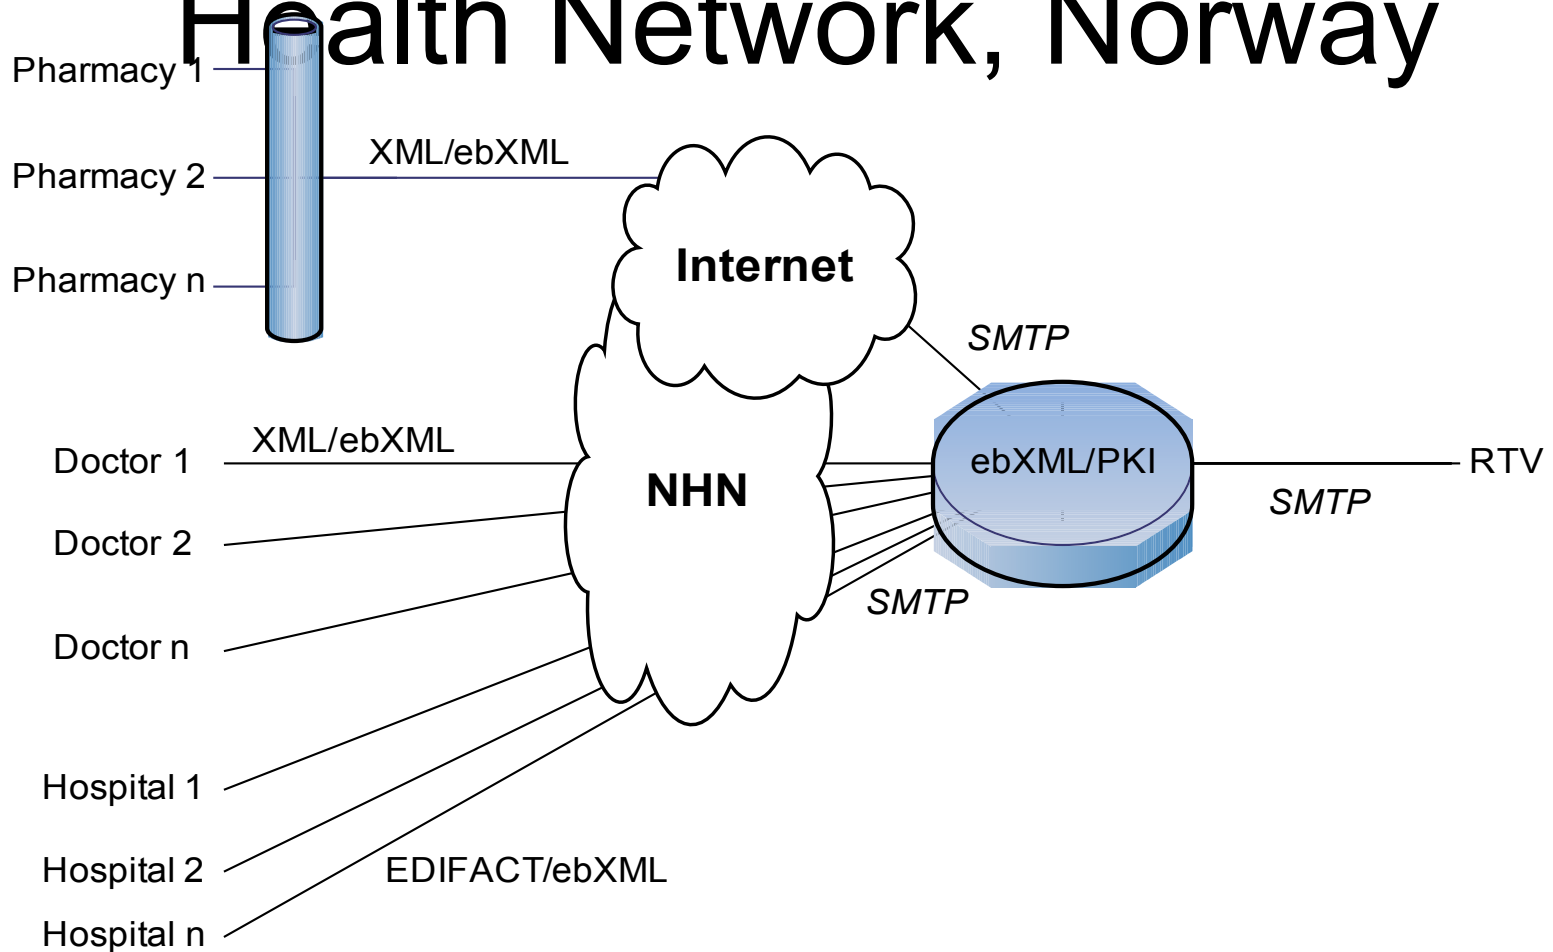 Health Network, Norway
Pharmacy 1
XML/ebXML
Pharmacy 2
Internet
Pharmacy n
SMTP
XML/ebXML
Doctor 1
ebXML/PKI
RTV
NHN
SMTP
Doctor 2
SMTP
Doctor n
Hospital 1
Hospital 2
EDIFACT/ebXML
Hospital n